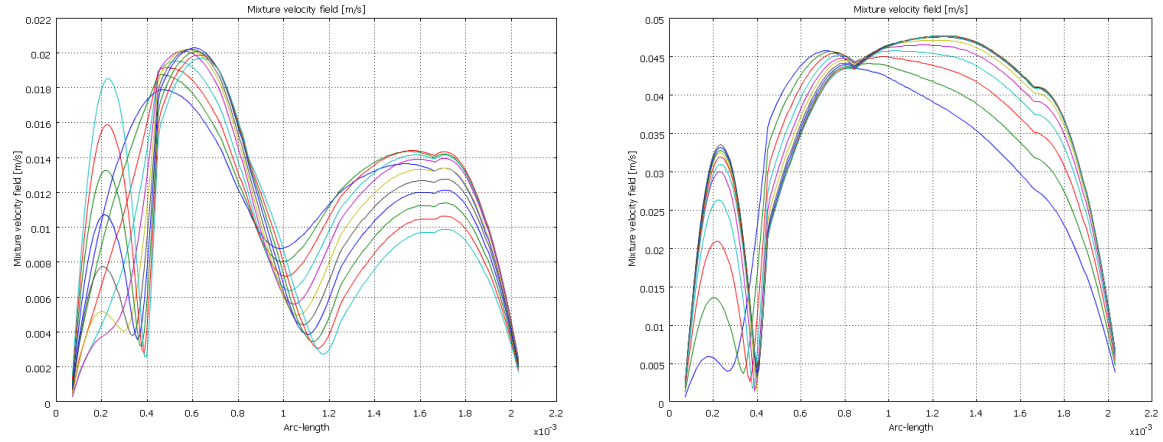 Mixture velocity field [m/s]
0.022
0.02
0.018
0.016
0.014
0.012
0.01
0.008
0.006
0.004
0.002
0
Mixture velocity field [m/s]
0 0.2 0.4 0.6 0.8 1 1.2 1.4 1.6 1.8 2 2.2
Arc-length
x10⁻³
Mixture velocity field [m/s]
0.05
0.045
0.04
0.035
0.03
0.025
0.02
0.015
0.01
0.005
0
Mixture velocity field [m/s]
0 0.2 0.4 0.6 0.8 1 1.2 1.4 1.6 1.8 2 2.2
Arc-length
x10⁻³